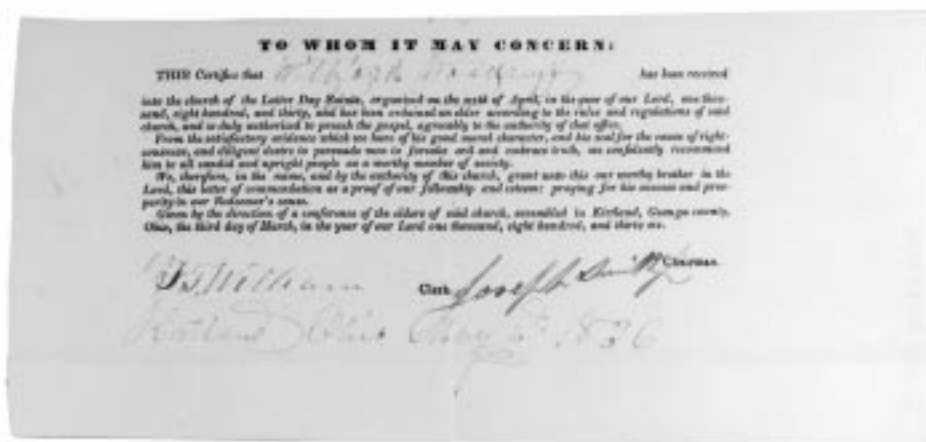 TO WHOM IT MAY CONCERN:
THIS Certifies that Wilford Woodruff has been received
into the church of the Latter Day Saints, organized on the sixth of April, in the year of our Lord, one thou-
sand, eight hundred, and thirty, and has been ordained an elder according to the rules and regulations of said
church, and is duly authorized to preach the gospel, agreeably to the authority of that office.
From the satisfactory evidence which we have of his good moral character, and his zeal for the cause of right-
eousness, and diligent desire to persuade men to forsake evil and embrace truth, we confidently recommend
him to all candid and upright people as a worthy member of society.
We, therefore, in the name, and by the authority of this church, grant unto this our worthy brother in the
Lord, this letter of commendation as a proof of our fellowship and esteem: praying for his success and pros-
perity in our Redeemer's cause.
Given by the direction of a conference of the elders of said church, assembled in Kirtland, Geauga county,
Ohio, the third day of March, in the year of our Lord one thousand, eight hundred, and thirty six.
Chairman.
F G William Clerk Joseph Smith
Kirtland Ohio 1836